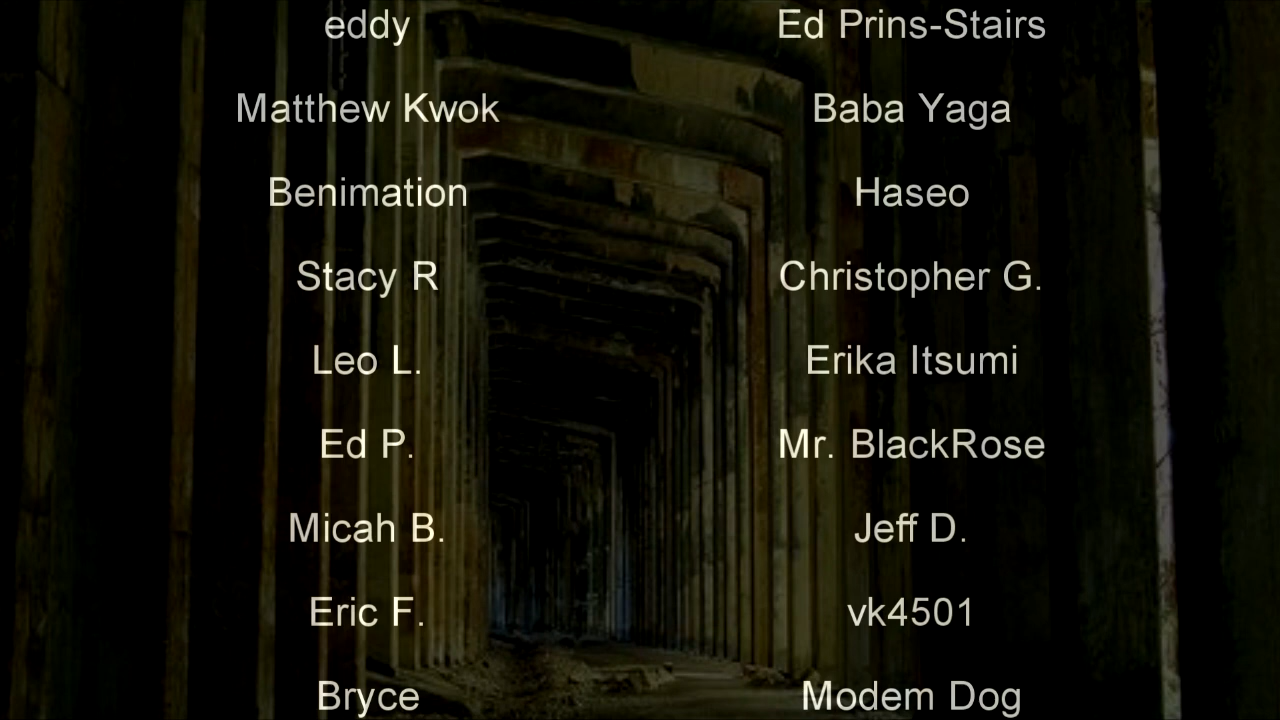 eddy
Ed Prins-Stairs
Matthew Kwok
Baba Yaga
Benimation
Haseo
Stacy R
Christopher G.
Leo L.
Erika Itsumi
Ed P.
Mr. BlackRose
Micah B.
Jeff D.
Eric F.
vk4501
Bryce
Modem Dog